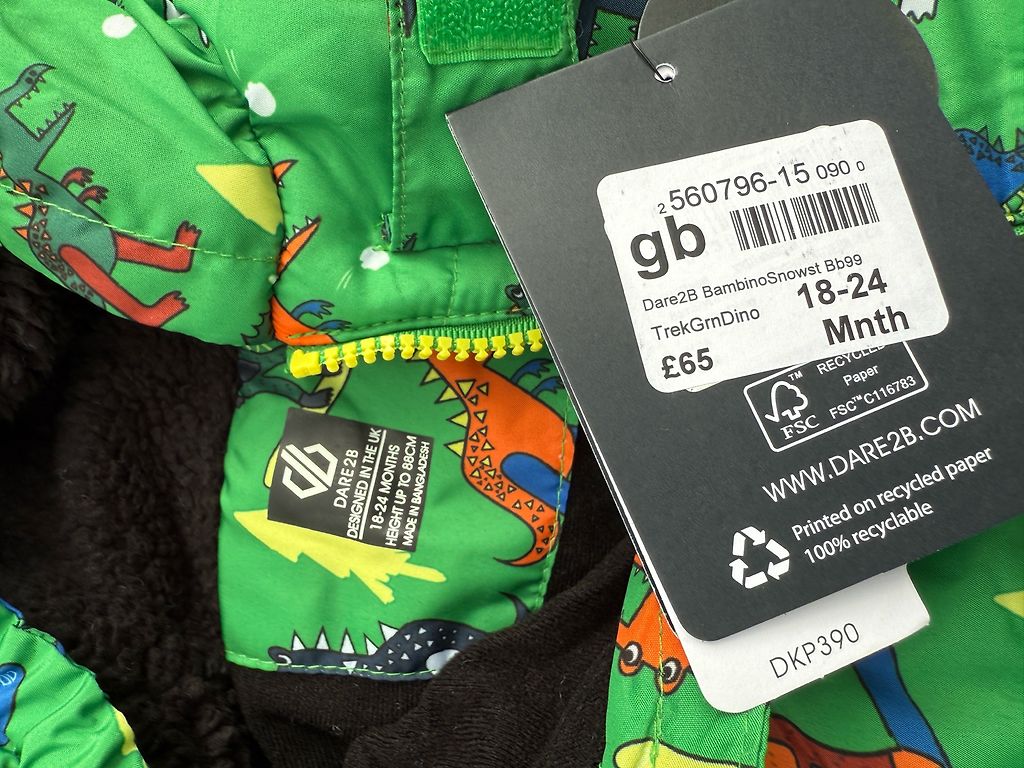 2 560796-15 090 0
gb
Dare2B BambinoSnowst Bb99
TrekGrnDino
18-24
Mnth
£65
RECYCLED
Paper
FSC™C116783
™
FSC
WWW.DARE2B.COM
Printed on recycled paper
100% recyclable
DKP390
DARE2B
DESIGNED IN THE UK
18-24 MONTHS
HEIGHT UP TO 88CM
MADE IN BANGLADESH